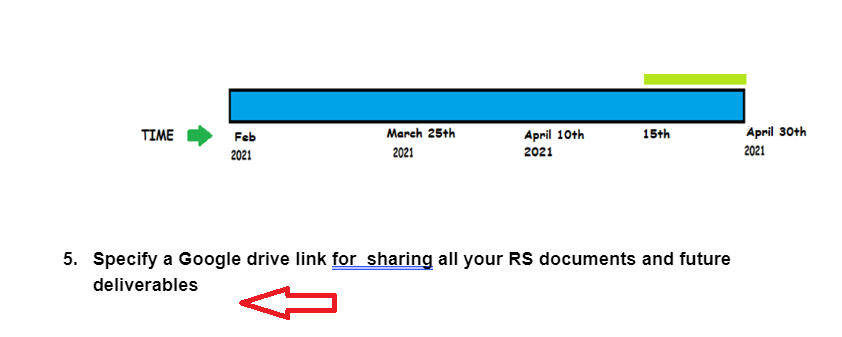 TIME Feb March 25th April 10th 15th April 30th
2021 2021 2021 2021
5. Specify a Google drive link for sharing all your RS documents and future
deliverables